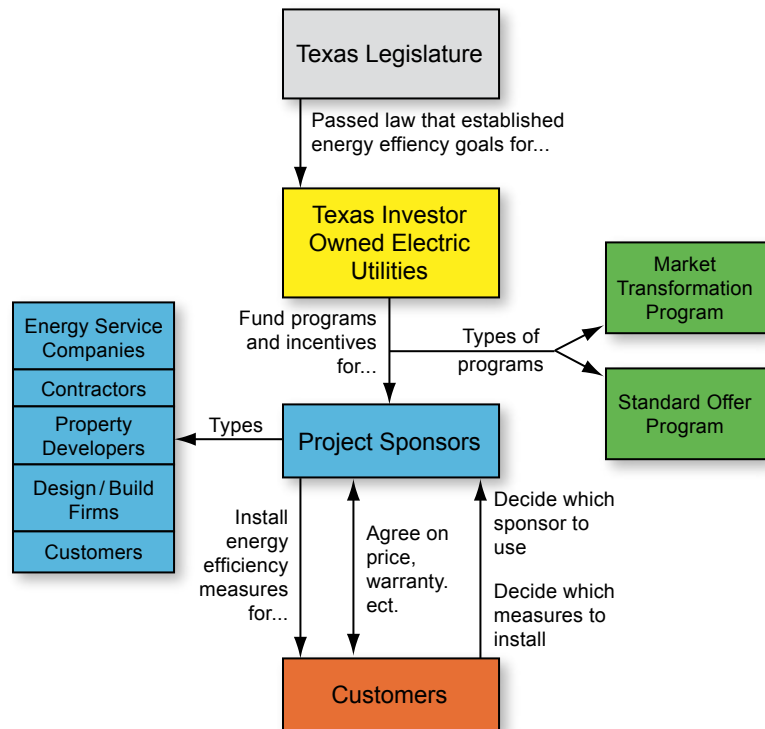 Texas Legislature
Passed law that established
energy effiency goals for...
Texas Investor
Owned Electric
Utilities
Market
Transformation
Program
Fund programs
and incentives
for...
Types of
programs
Energy Service
Companies
Contractors
Property
Developers
Design / Build
Firms
Customers
Standard Offer
Program
Types
Project Sponsors
Install
energy
efficiency
measures
for...
Agree on
price,
warranty.
ect.
Decide which
sponsor to
use
Decide which
measures to
install
Customers